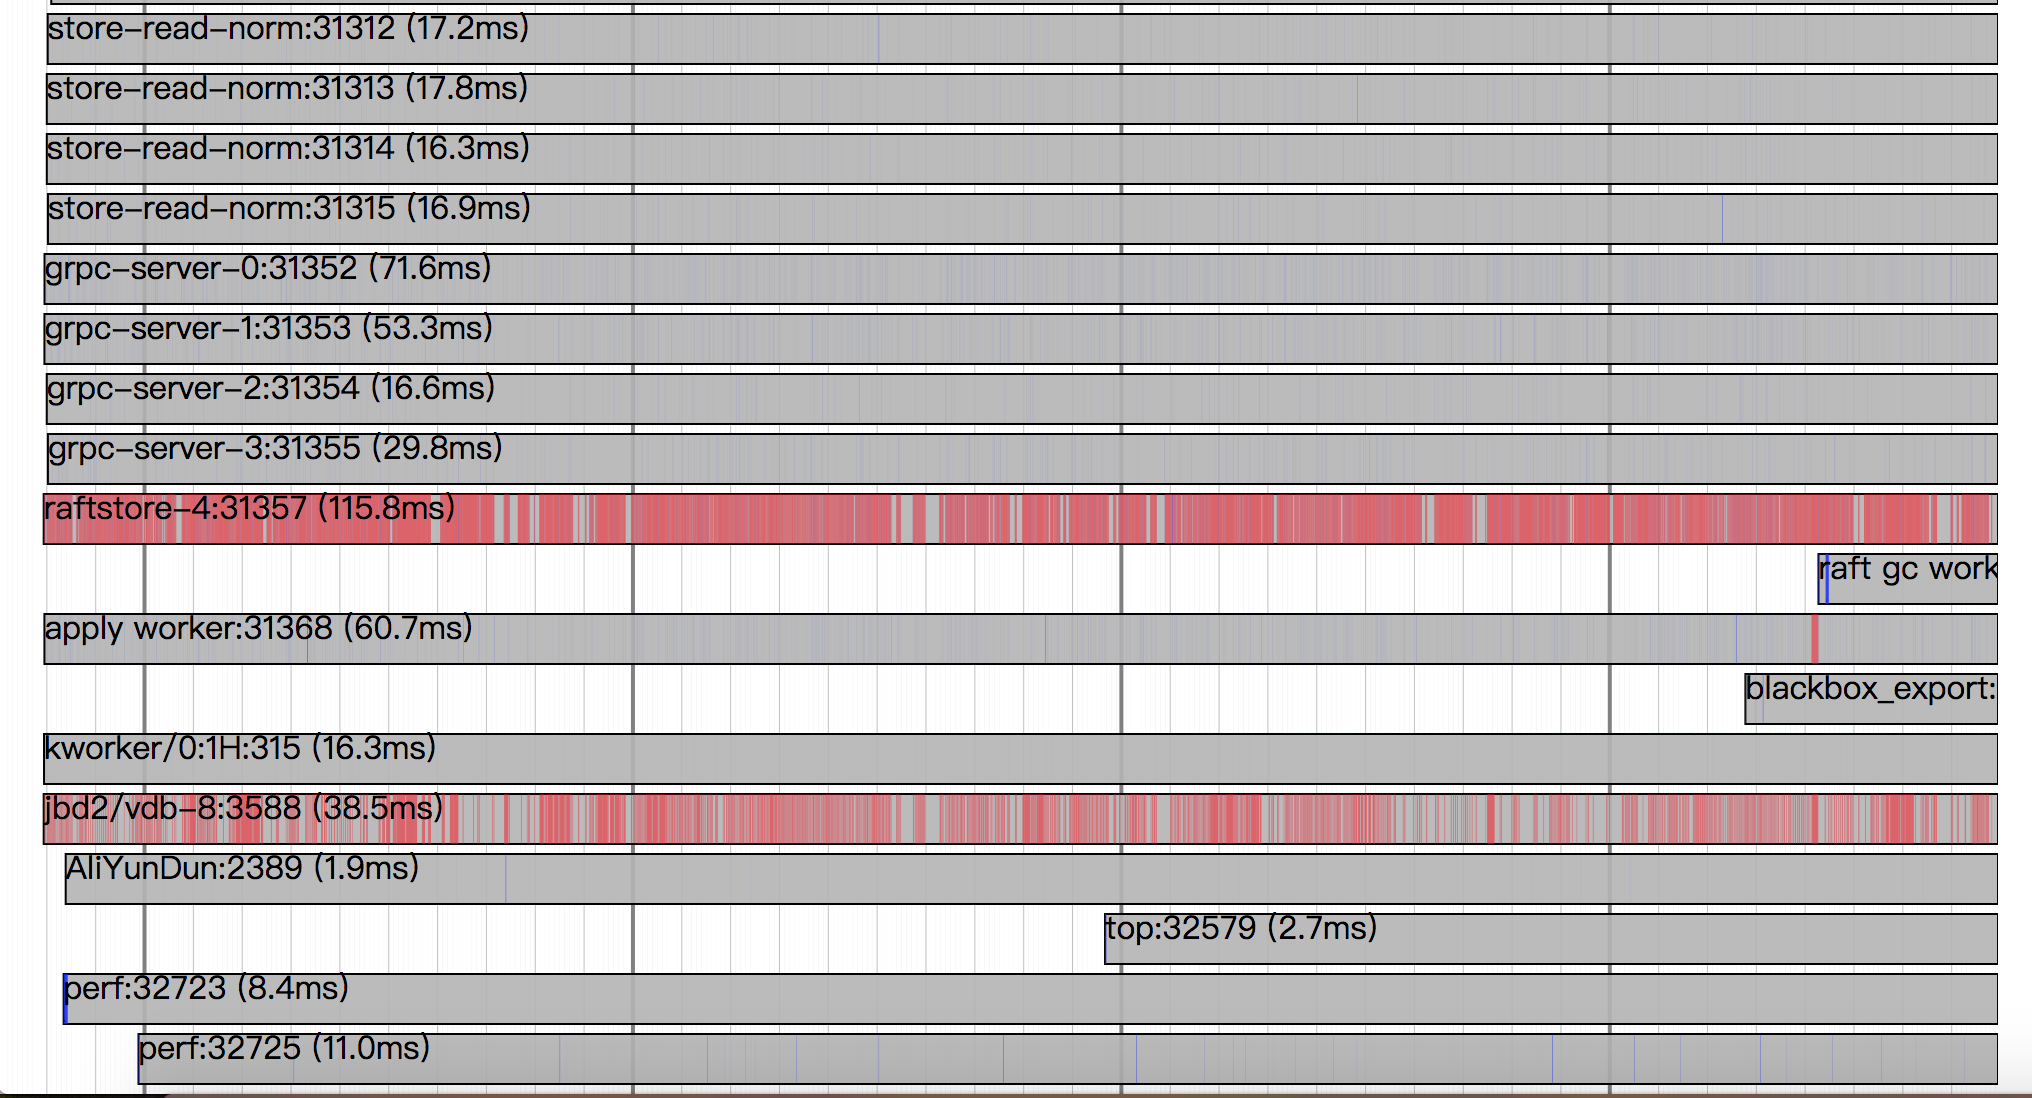 store-read-norm:31312 (17.2ms)
store-read-norm:31313 (17.8ms)
store-read-norm:31314 (16.3ms)
store-read-norm:31315 (16.9ms)
grpc-server-0:31352 (71.6ms)
grpc-server-1:31353 (53.3ms)
grpc-server-2:31354 (16.6ms)
grpc-server-3:31355 (29.8ms)
raftstore-4:31357 (115.8ms)
raft gc work
apply worker:31368 (60.7ms)
blackbox_export:
kworker/0:1H:315 (16.3ms)
jbd2/vdb-8:3588 (38.5ms)
AliYunDun:2389 (1.9ms)
top:32579 (2.7ms)
perf:32723 (8.4ms)
perf:32725 (11.0ms)